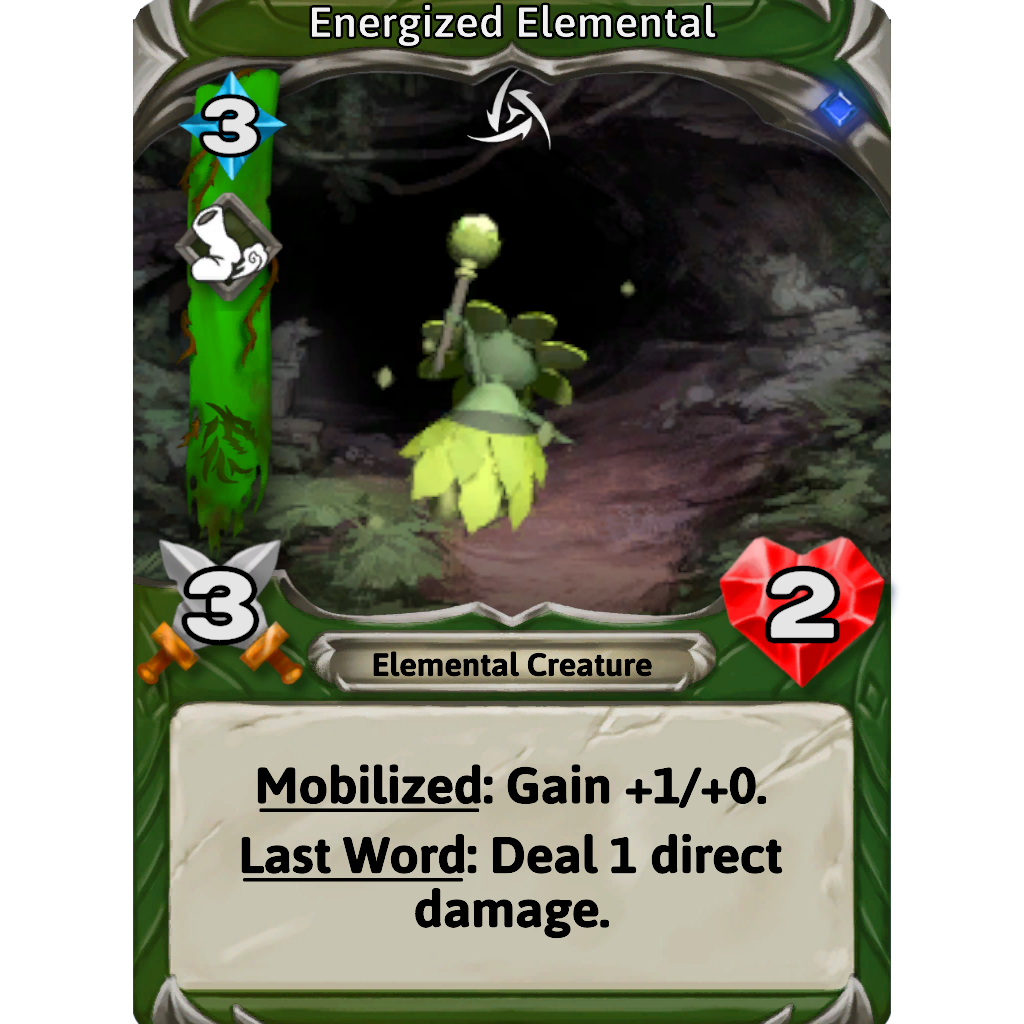 Energized Elemental
3
3
2
Elemental Creature
Mobilized: Gain +1/+0.
Last Word: Deal 1 direct
damage.